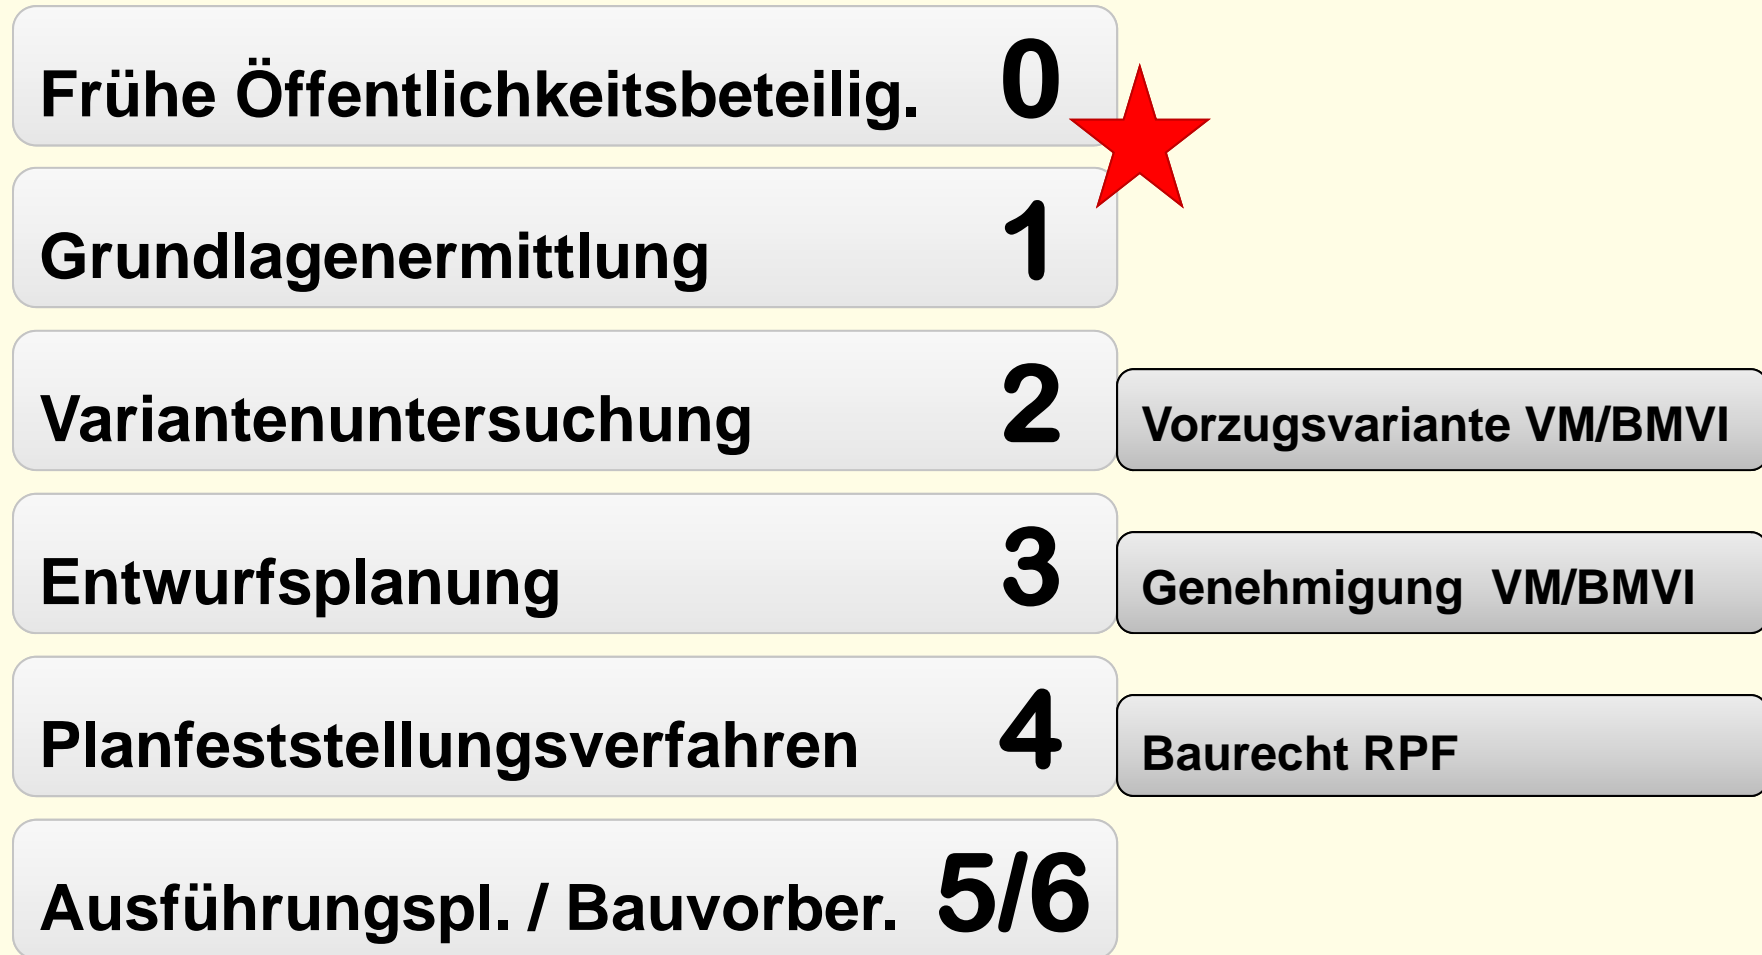 Frühe Öffentlichkeitsbeteilig. 0
Grundlagenermittlung 1
Variantenuntersuchung 2
Vorzugsvariante VM/BMVI
Entwurfsplanung 3
Genehmigung VM/BMVI
Planfeststellungsverfahren 4
Baurecht RPF
Ausführungspl. / Bauvorber. 5/6